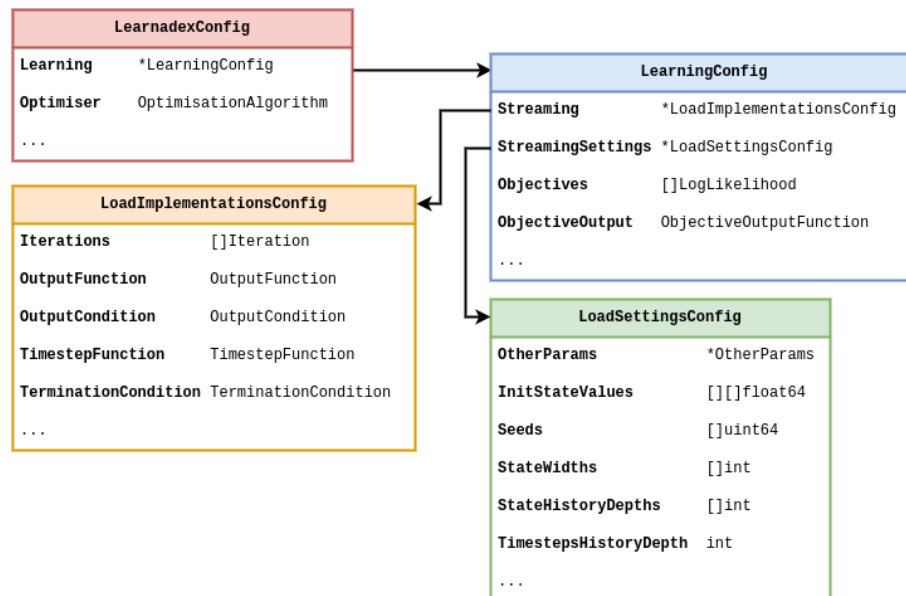 LearnadexConfig
Learning *LearningConfig
Optimiser OptimisationAlgorithm
...
LearningConfig
Streaming *LoadImplementationsConfig
StreamingSettings *LoadSettingsConfig
Objectives []LogLikelihood
ObjectiveOutput ObjectiveOutputFunction
...
LoadImplementationsConfig
Iterations []Iteration
OutputFunction OutputFunction
OutputCondition OutputCondition
TimestepFunction TimestepFunction
TerminationCondition TerminationCondition
...
LoadSettingsConfig
OtherParams *OtherParams
InitStateValues [][]float64
Seeds []uint64
StateWidths []int
StateHistoryDepths []int
TimestepsHistoryDepth int
...